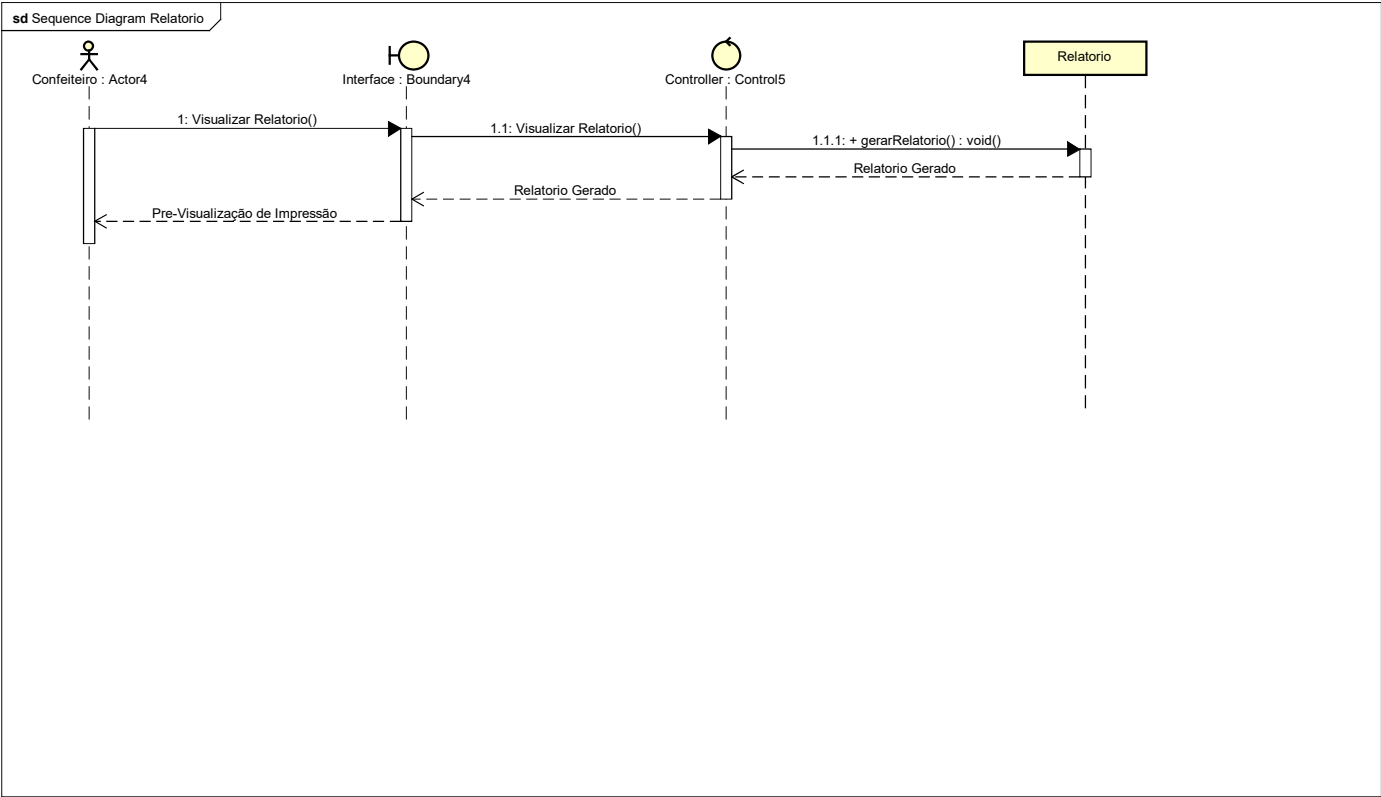 sd Sequence Diagram Relatorio
Confeiteiro : Actor4
Interface : Boundary4
Controller : Control5
Relatorio
1: Visualizar Relatorio()
1.1: Visualizar Relatorio()
1.1.1: + gerarRelatorio() : void()
Relatorio Gerado
Relatorio Gerado
Pre-Visualização de Impressão